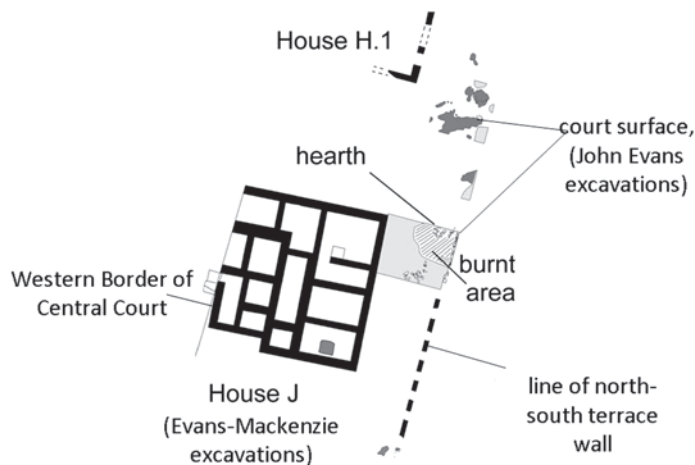 House H.1
court surface,
(John Evans
excavations)
hearth
burnt
area
Western Border of
Central Court
House J
(Evans-Mackenzie
excavations)
line of north-
south terrace
wall